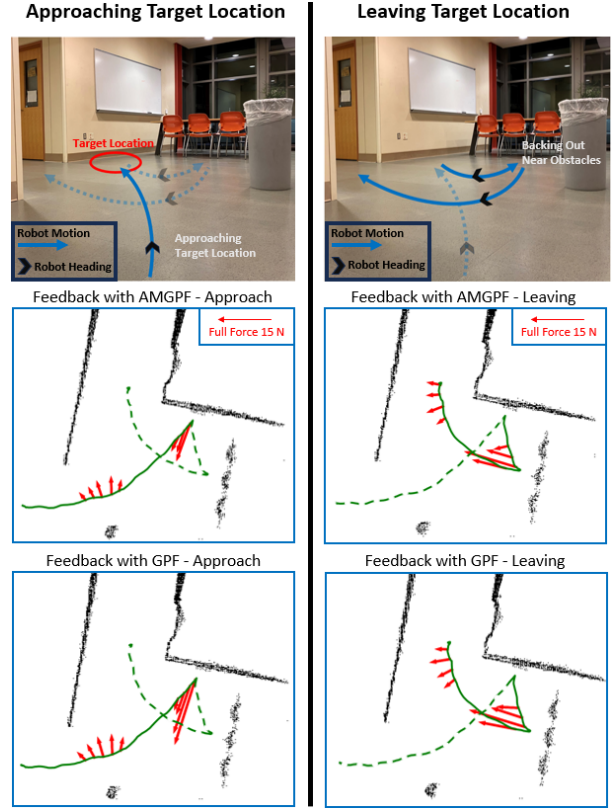 Approaching Target Location
Target Location
Approaching
Target Location
Robot Motion
Robot Heading
Feedback with AMGPF - Approach
Full Force 15 N
Feedback with GPF - Approach
Leaving Target Location
Backing Out
Near Obstacles
Robot Motion
Robot Heading
Feedback with AMGPF - Leaving
Full Force 15 N
Feedback with GPF - Leaving